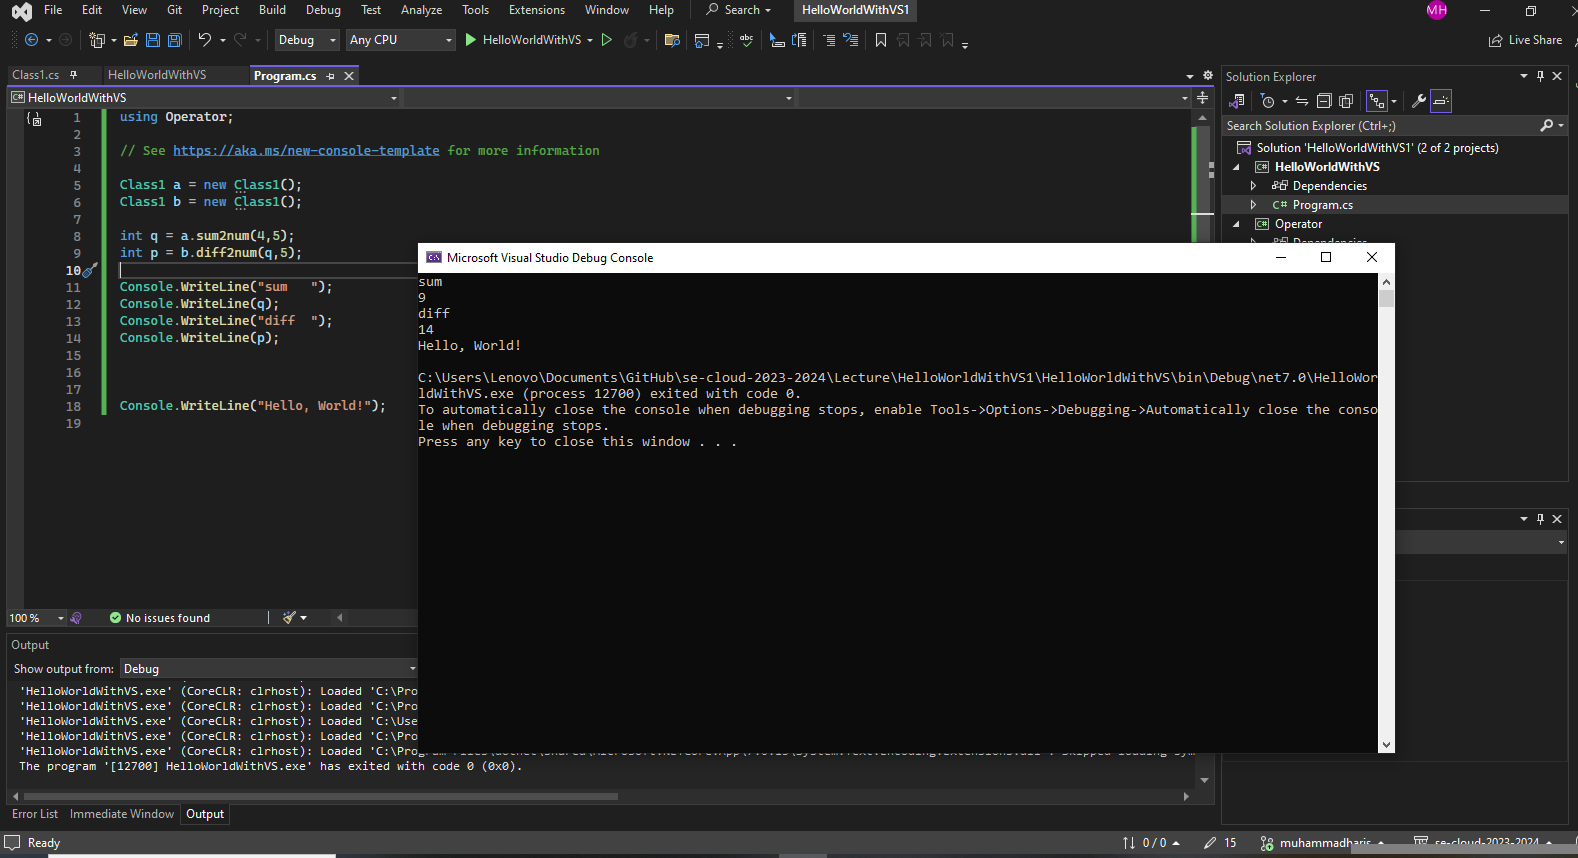 File Edit View Git Project Build Debug Test Analyze Tools Extensions Window Help Search HelloWorldWithVS1 MH
Debug Any CPU HelloWorldWithVS Live Share
Class1.cs HelloWorldWithVS Program.cs
HelloWorldWithVS
1 using Operator;
2
3 // See https://aka.ms/new-console-template for more information
4
5 Class1 a = new Class1();
6 Class1 b = new Class1();
7
8 int q = a.sum2num(4,5);
9 int p = b.diff2num(q,5);
10
11 Console.WriteLine("sum   ");
12 Console.WriteLine(q);
13 Console.WriteLine("diff  ");
14 Console.WriteLine(p);
15
16
17
18 Console.WriteLine("Hello, World!");
19
100 % No issues found
Solution Explorer
Search Solution Explorer (Ctrl+;)
Solution 'HelloWorldWithVS1' (2 of 2 projects)
HelloWorldWithVS
Dependencies
C# Program.cs
Operator
Dependencies
Microsoft Visual Studio Debug Console
sum
9
diff
14
Hello, World!
C:\Users\Lenovo\Documents\GitHub\se-cloud-2023-2024\Lecture\HelloWorldWithVS1\HelloWorldWithVS\bin\Debug\net7.0\HelloWor
ldWithVS.exe (process 12700) exited with code 0.
To automatically close the console when debugging stops, enable Tools->Options->Debugging->Automatically close the conso
le when debugging stops.
Press any key to close this window . . .
Output
Show output from: Debug
'HelloWorldWithVS.exe' (CoreCLR: clrhost): Loaded 'C:\Pro
'HelloWorldWithVS.exe' (CoreCLR: clrhost): Loaded 'C:\Pro
'HelloWorldWithVS.exe' (CoreCLR: clrhost): Loaded 'C:\Use
'HelloWorldWithVS.exe' (CoreCLR: clrhost): Loaded 'C:\Pro
'HelloWorldWithVS.exe' (CoreCLR: clrhost): Loaded 'C:\
The program '[12700] HelloWorldWithVS.exe' has exited with code 0 (0x0).
Error List Immediate Window Output
Ready 0 / 0 15 muhammadharis se-cloud-2023-2024